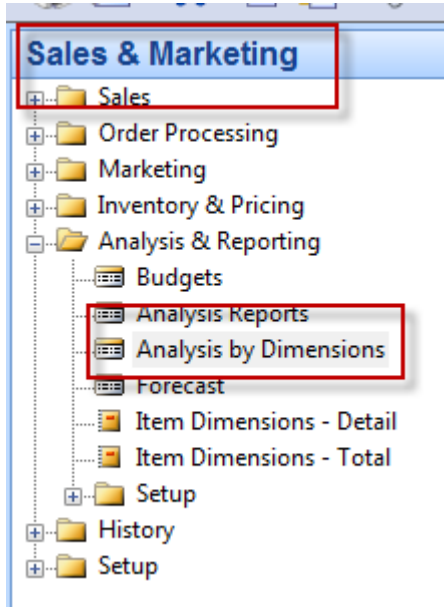 Sales & Marketing
Sales
Order Processing
Marketing
Inventory & Pricing
Analysis & Reporting
Budgets
Analysis Reports
Analysis by Dimensions
Forecast
Item Dimensions - Detail
Item Dimensions - Total
Setup
History
Setup